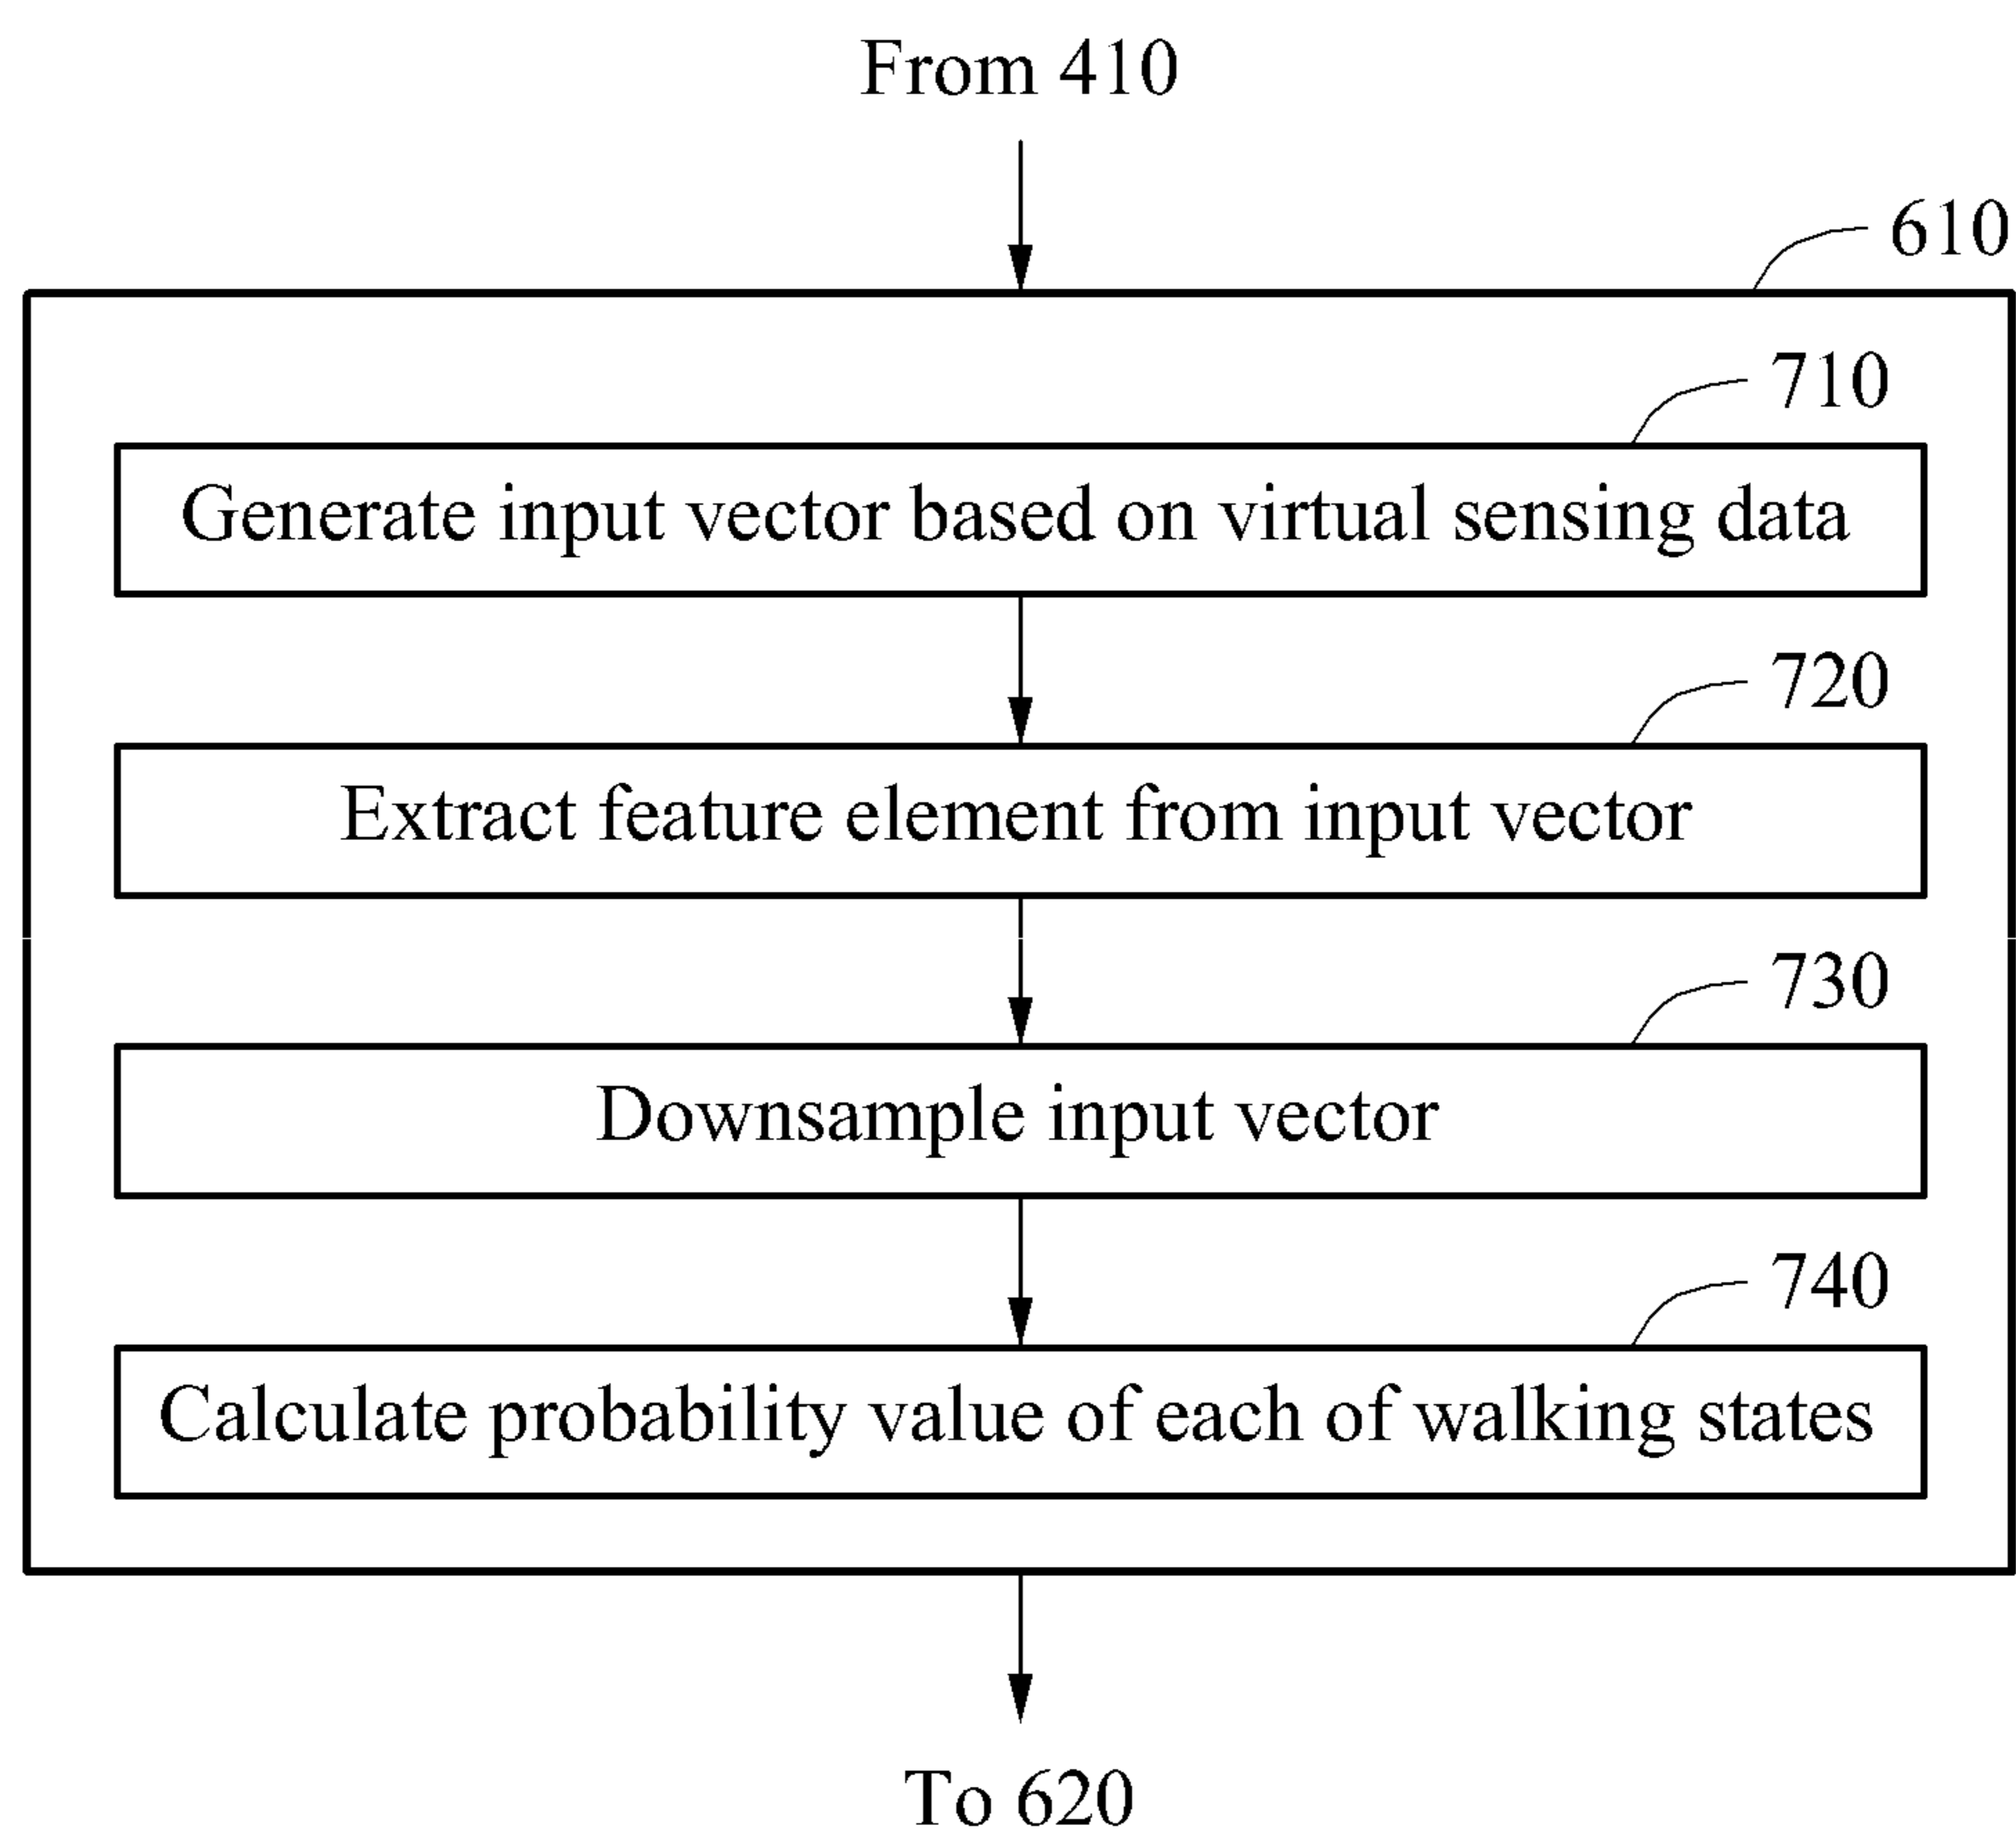 From 410
610
710
Generate input vector based on virtual sensing data
720
Extract feature element from input vector
730
Downsample input vector
740
Calculate probability value of each of walking states
To 620